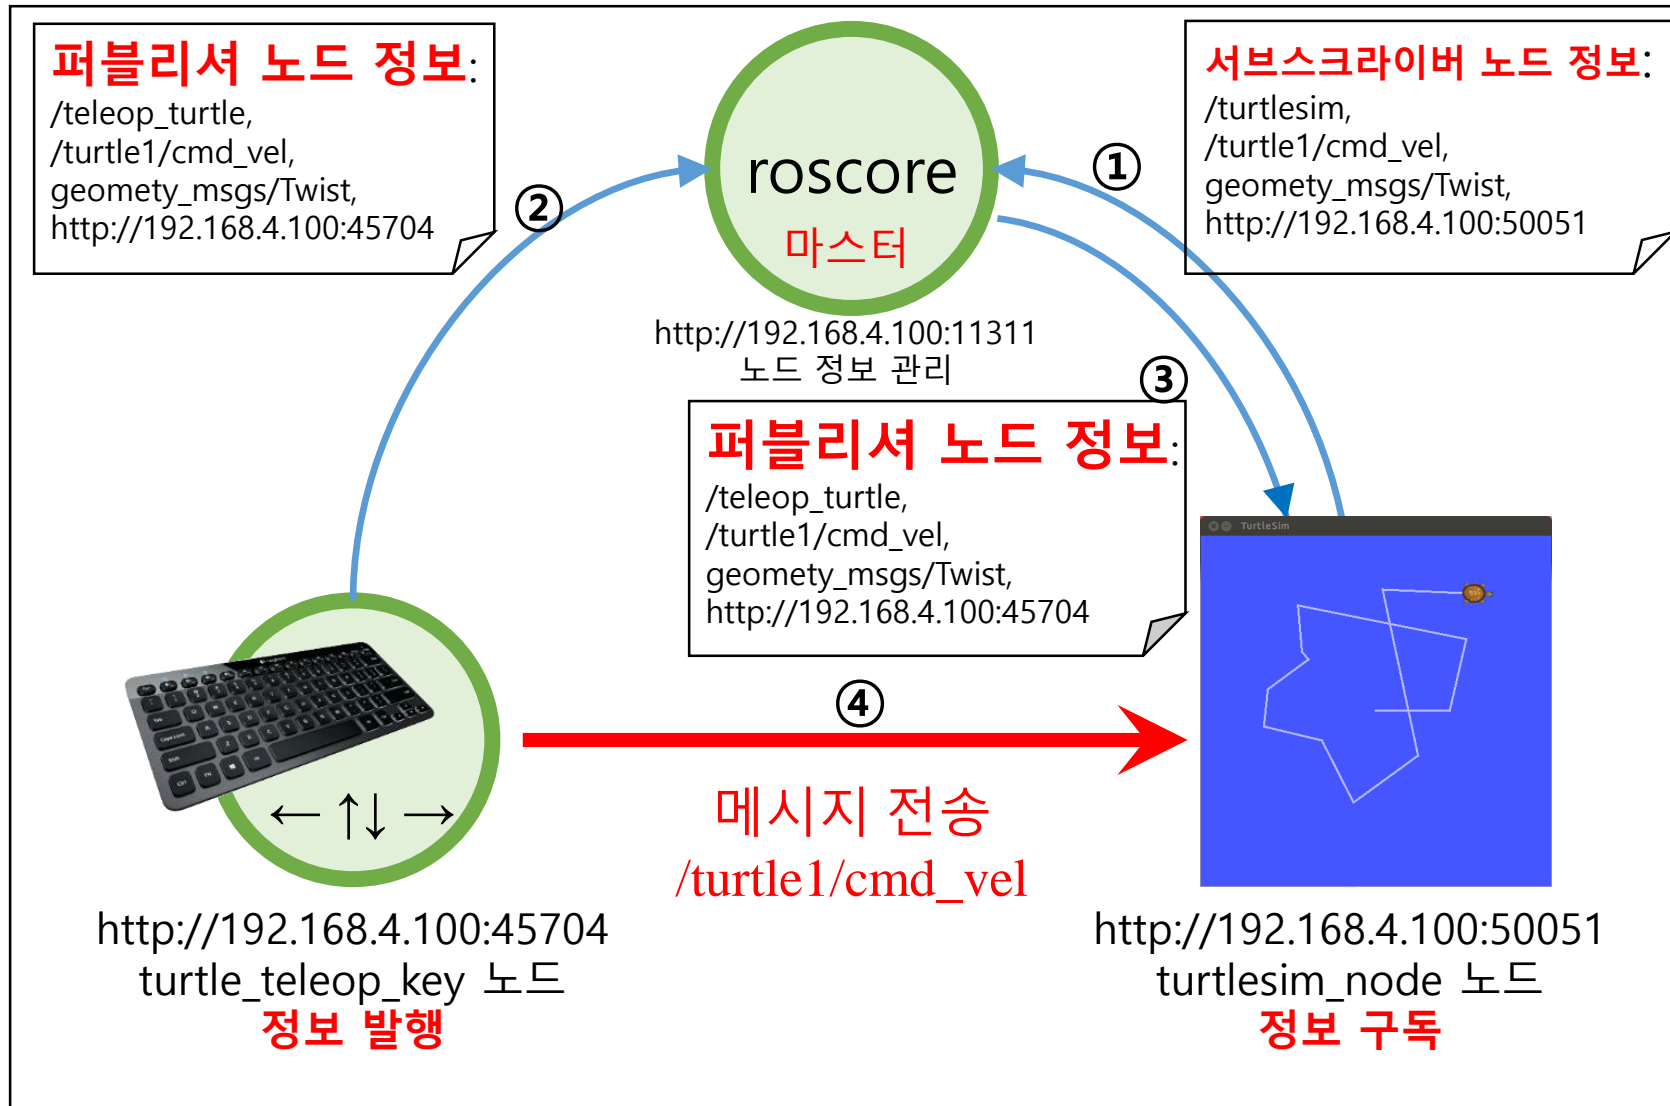 퍼블리셔 노드 정보:
/teleop_turtle,
/turtle1/cmd_vel,
geomety_msgs/Twist,
http://192.168.4.100:45704
②
roscore
마스터
http://192.168.4.100:11311
노드 정보 관리
①
서브스크라이버 노드 정보:
/turtlesim,
/turtle1/cmd_vel,
geomety_msgs/Twist,
http://192.168.4.100:50051
③
퍼블리셔 노드 정보:
/teleop_turtle,
/turtle1/cmd_vel,
geomety_msgs/Twist,
http://192.168.4.100:45704
TurtleSim
← ↑↓ →
④
메시지 전송
/turtle1/cmd_vel
http://192.168.4.100:45704
turtle_teleop_key 노드
정보 발행
http://192.168.4.100:50051
turtlesim_node 노드
정보 구독